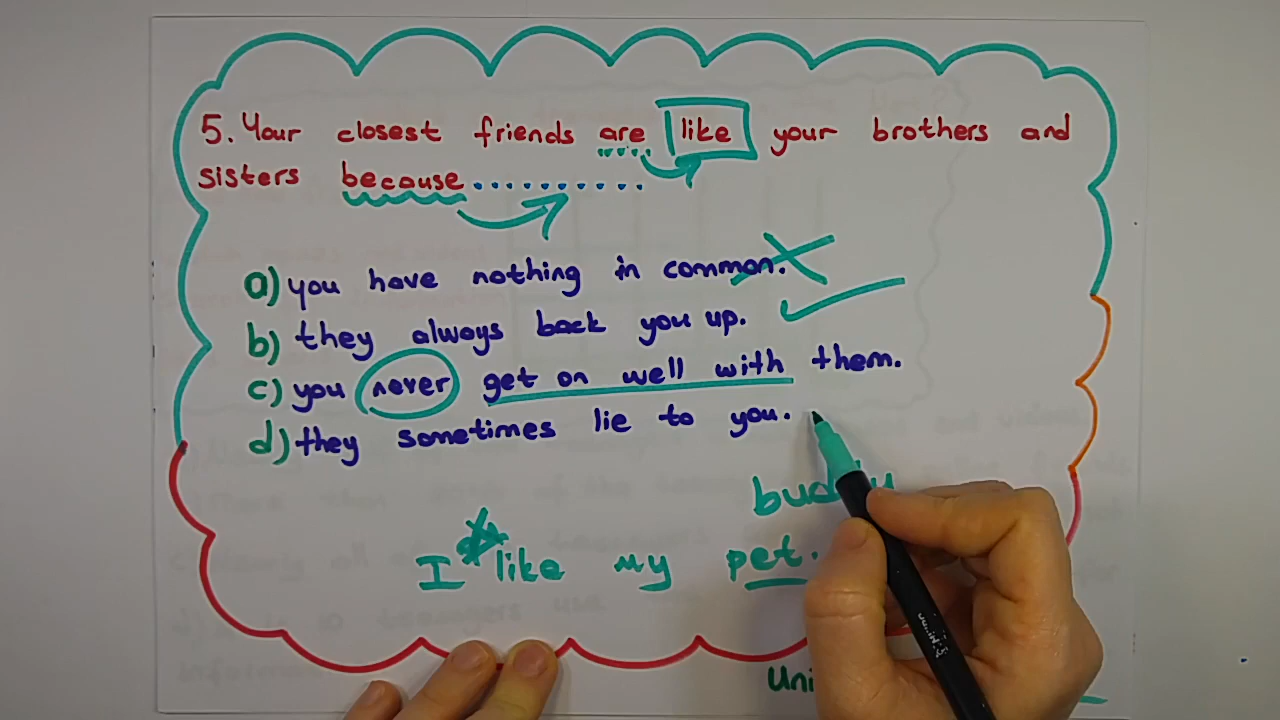 5. Your closest friends are like your brothers and
sisters because..........
a) you have nothing in common.
b) they always back you up.
c) you never get on well with them.
d) they sometimes lie to you.
buddy
I like my pet.